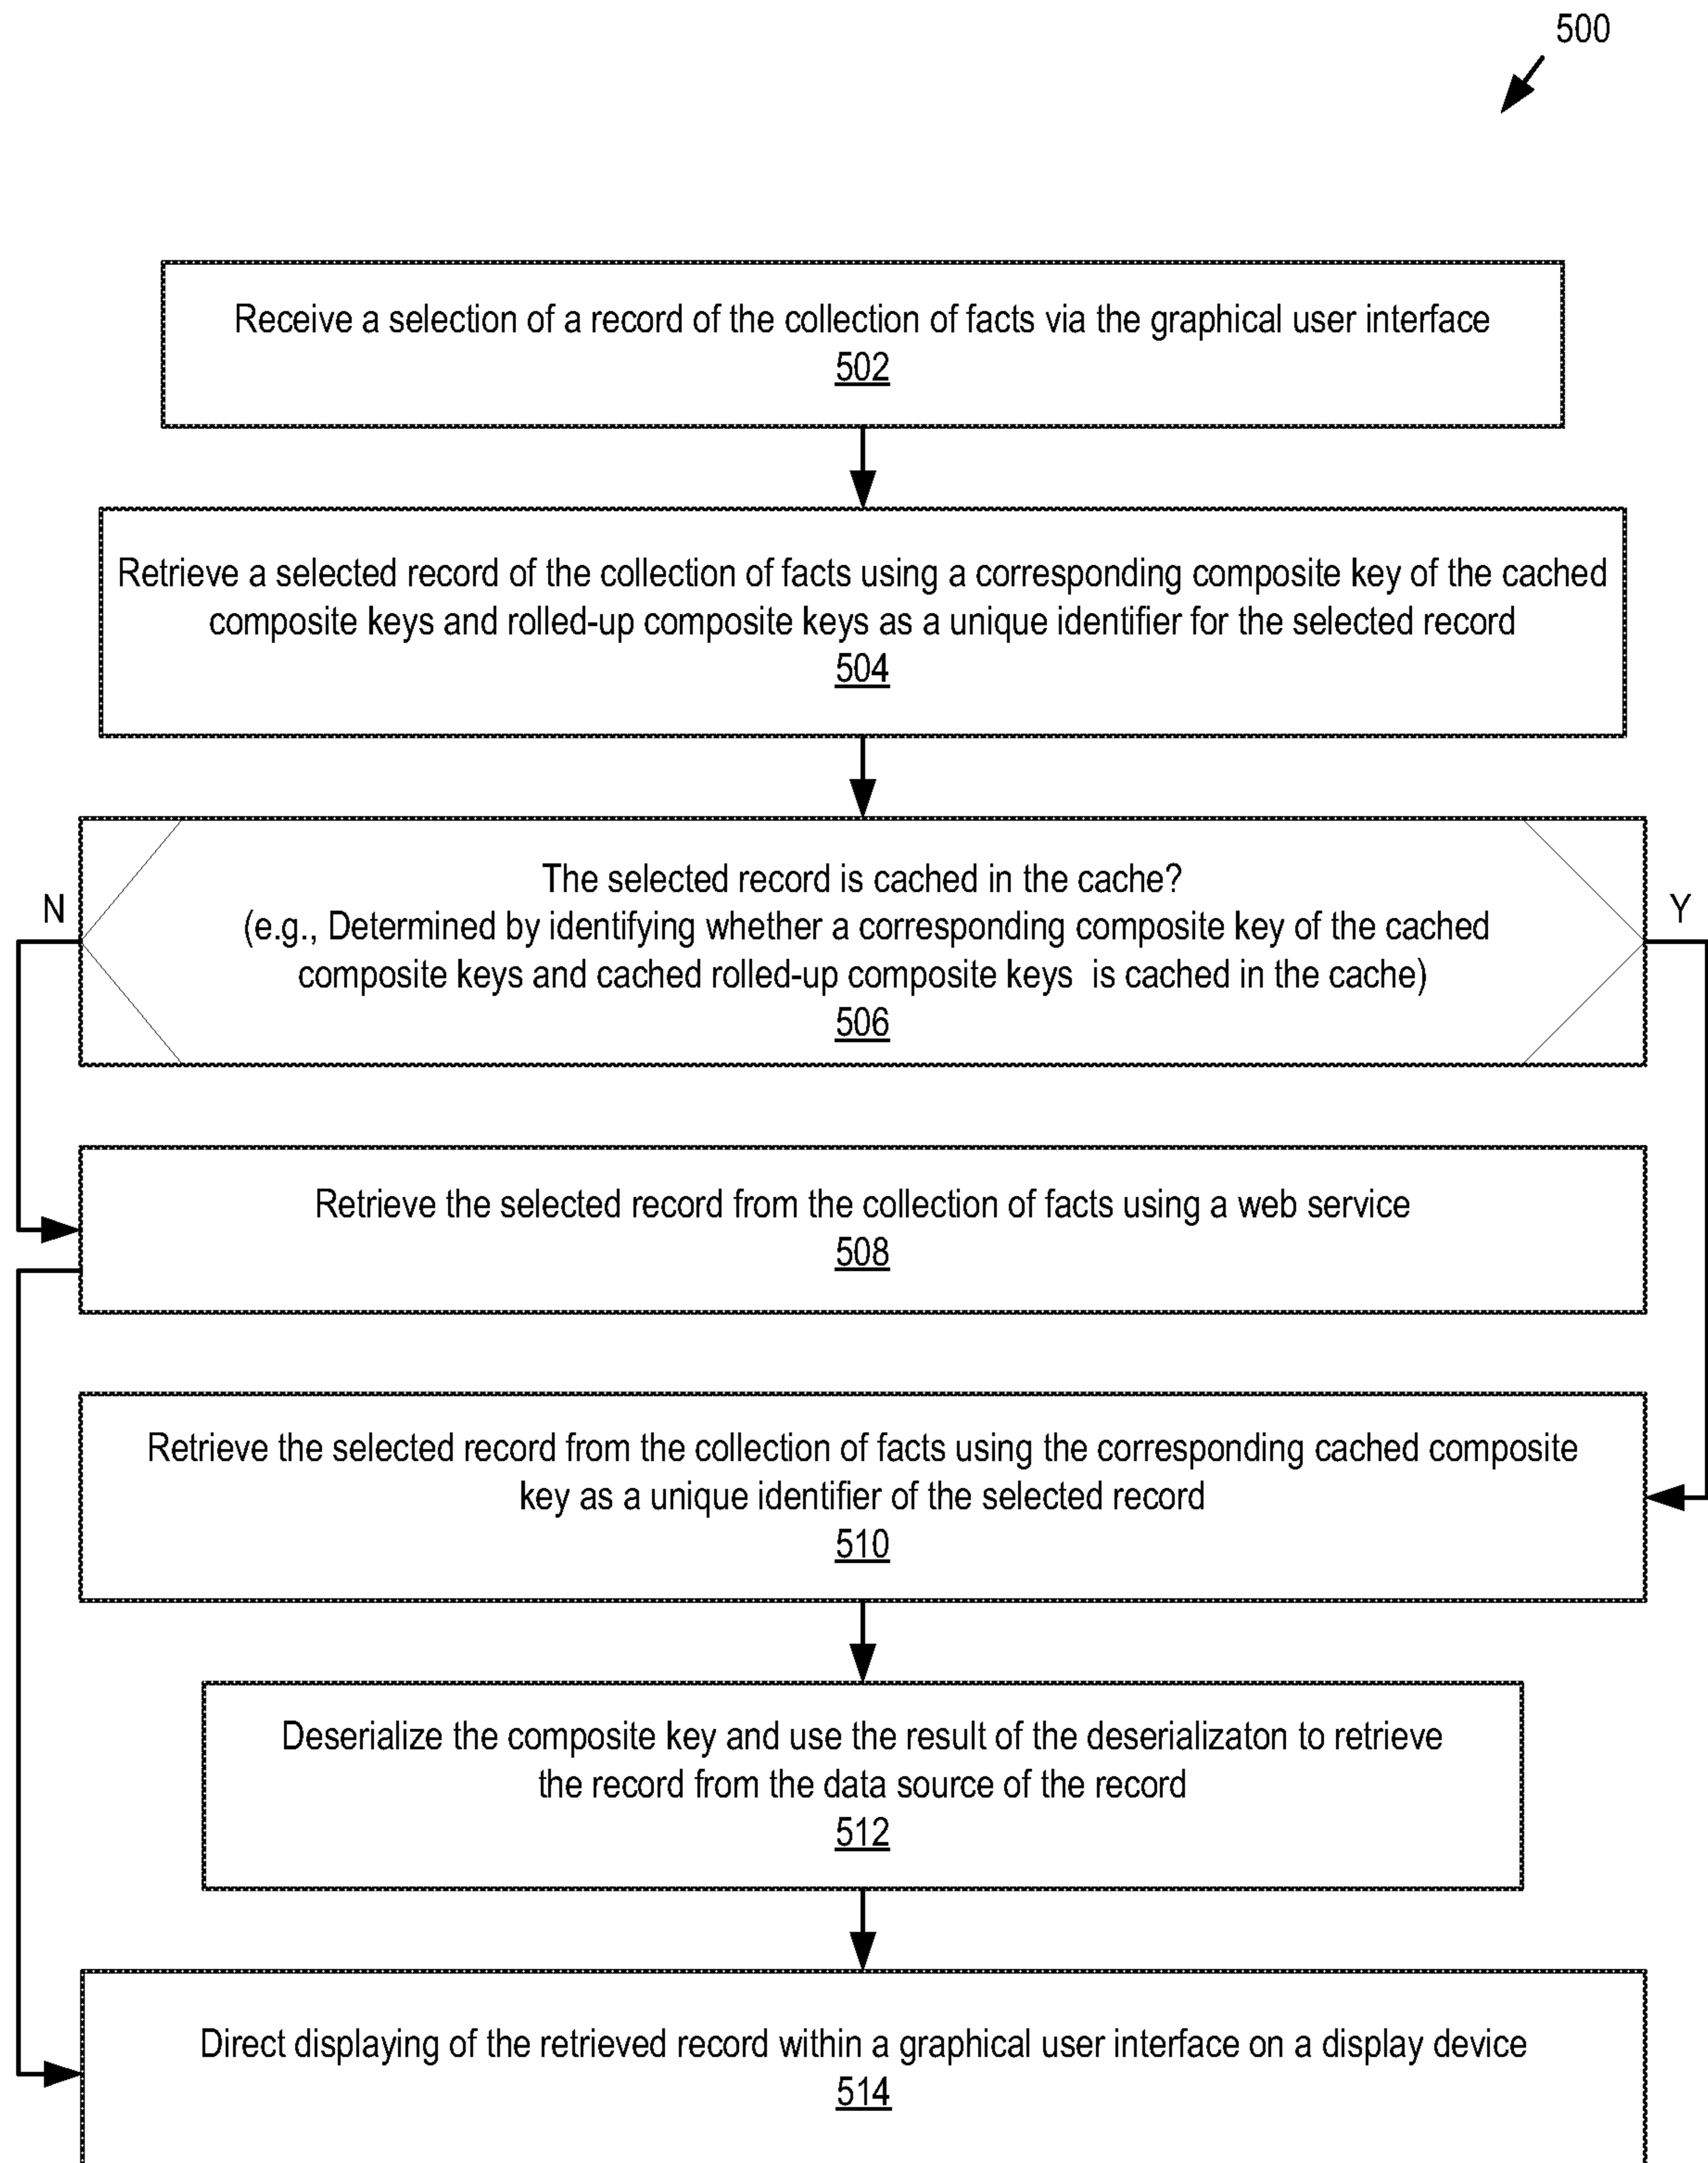 500
Receive a selection of a record of the collection of facts via the graphical user interface
502
Retrieve a selected record of the collection of facts using a corresponding composite key of the cached
composite keys and rolled-up composite keys as a unique identifier for the selected record
504
The selected record is cached in the cache?
N
Y
(e.g., Determined by identifying whether a corresponding composite key of the cached
composite keys and cached rolled-up composite keys is cached in the cache)
506
Retrieve the selected record from the collection of facts using a web service
508
Retrieve the selected record from the collection of facts using the corresponding cached composite
key as a unique identifier of the selected record
510
Deserialize the composite key and use the result of the deserializaton to retrieve
the record from the data source of the record
512
Direct displaying of the retrieved record within a graphical user interface on a display device
514